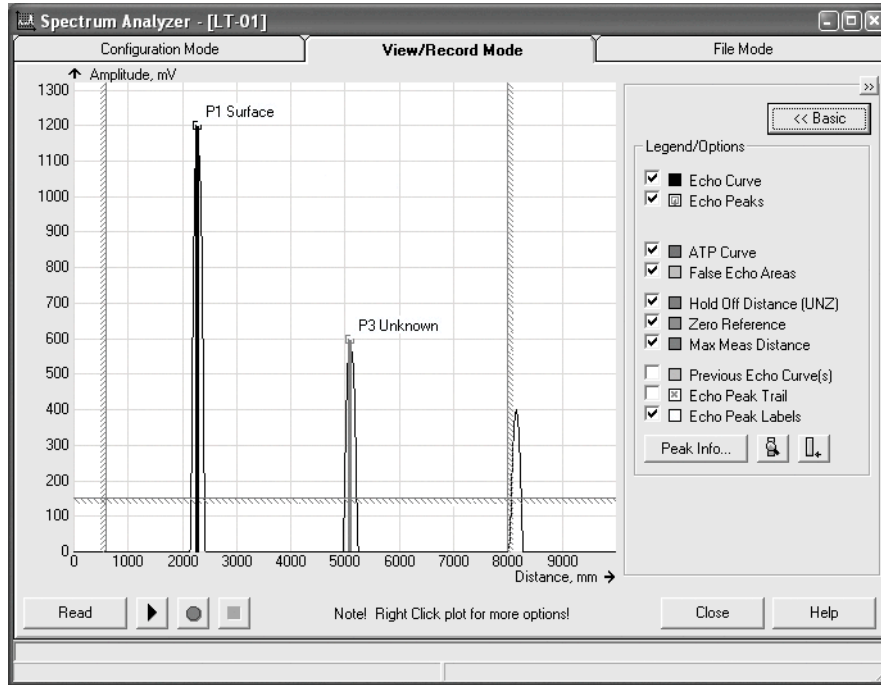 Spectrum Analyzer - [LT-01]
Configuration Mode
View/Record Mode
File Mode
Amplitude, mV
1300
1200
1100
1000
900
800
700
600
500
400
300
200
100
0
P1 Surface
P3 Unknown
0 1000 2000 3000 4000 5000 6000 7000 8000 9000
Distance, mm
>>
<< Basic
Legend/Options
Echo Curve
Echo Peaks
ATP Curve
False Echo Areas
Hold Off Distance (UNZ)
Zero Reference
Max Meas Distance
Previous Echo Curve(s)
Echo Peak Trail
Echo Peak Labels
Peak Info...
Read
Note! Right Click plot for more options!
Close
Help